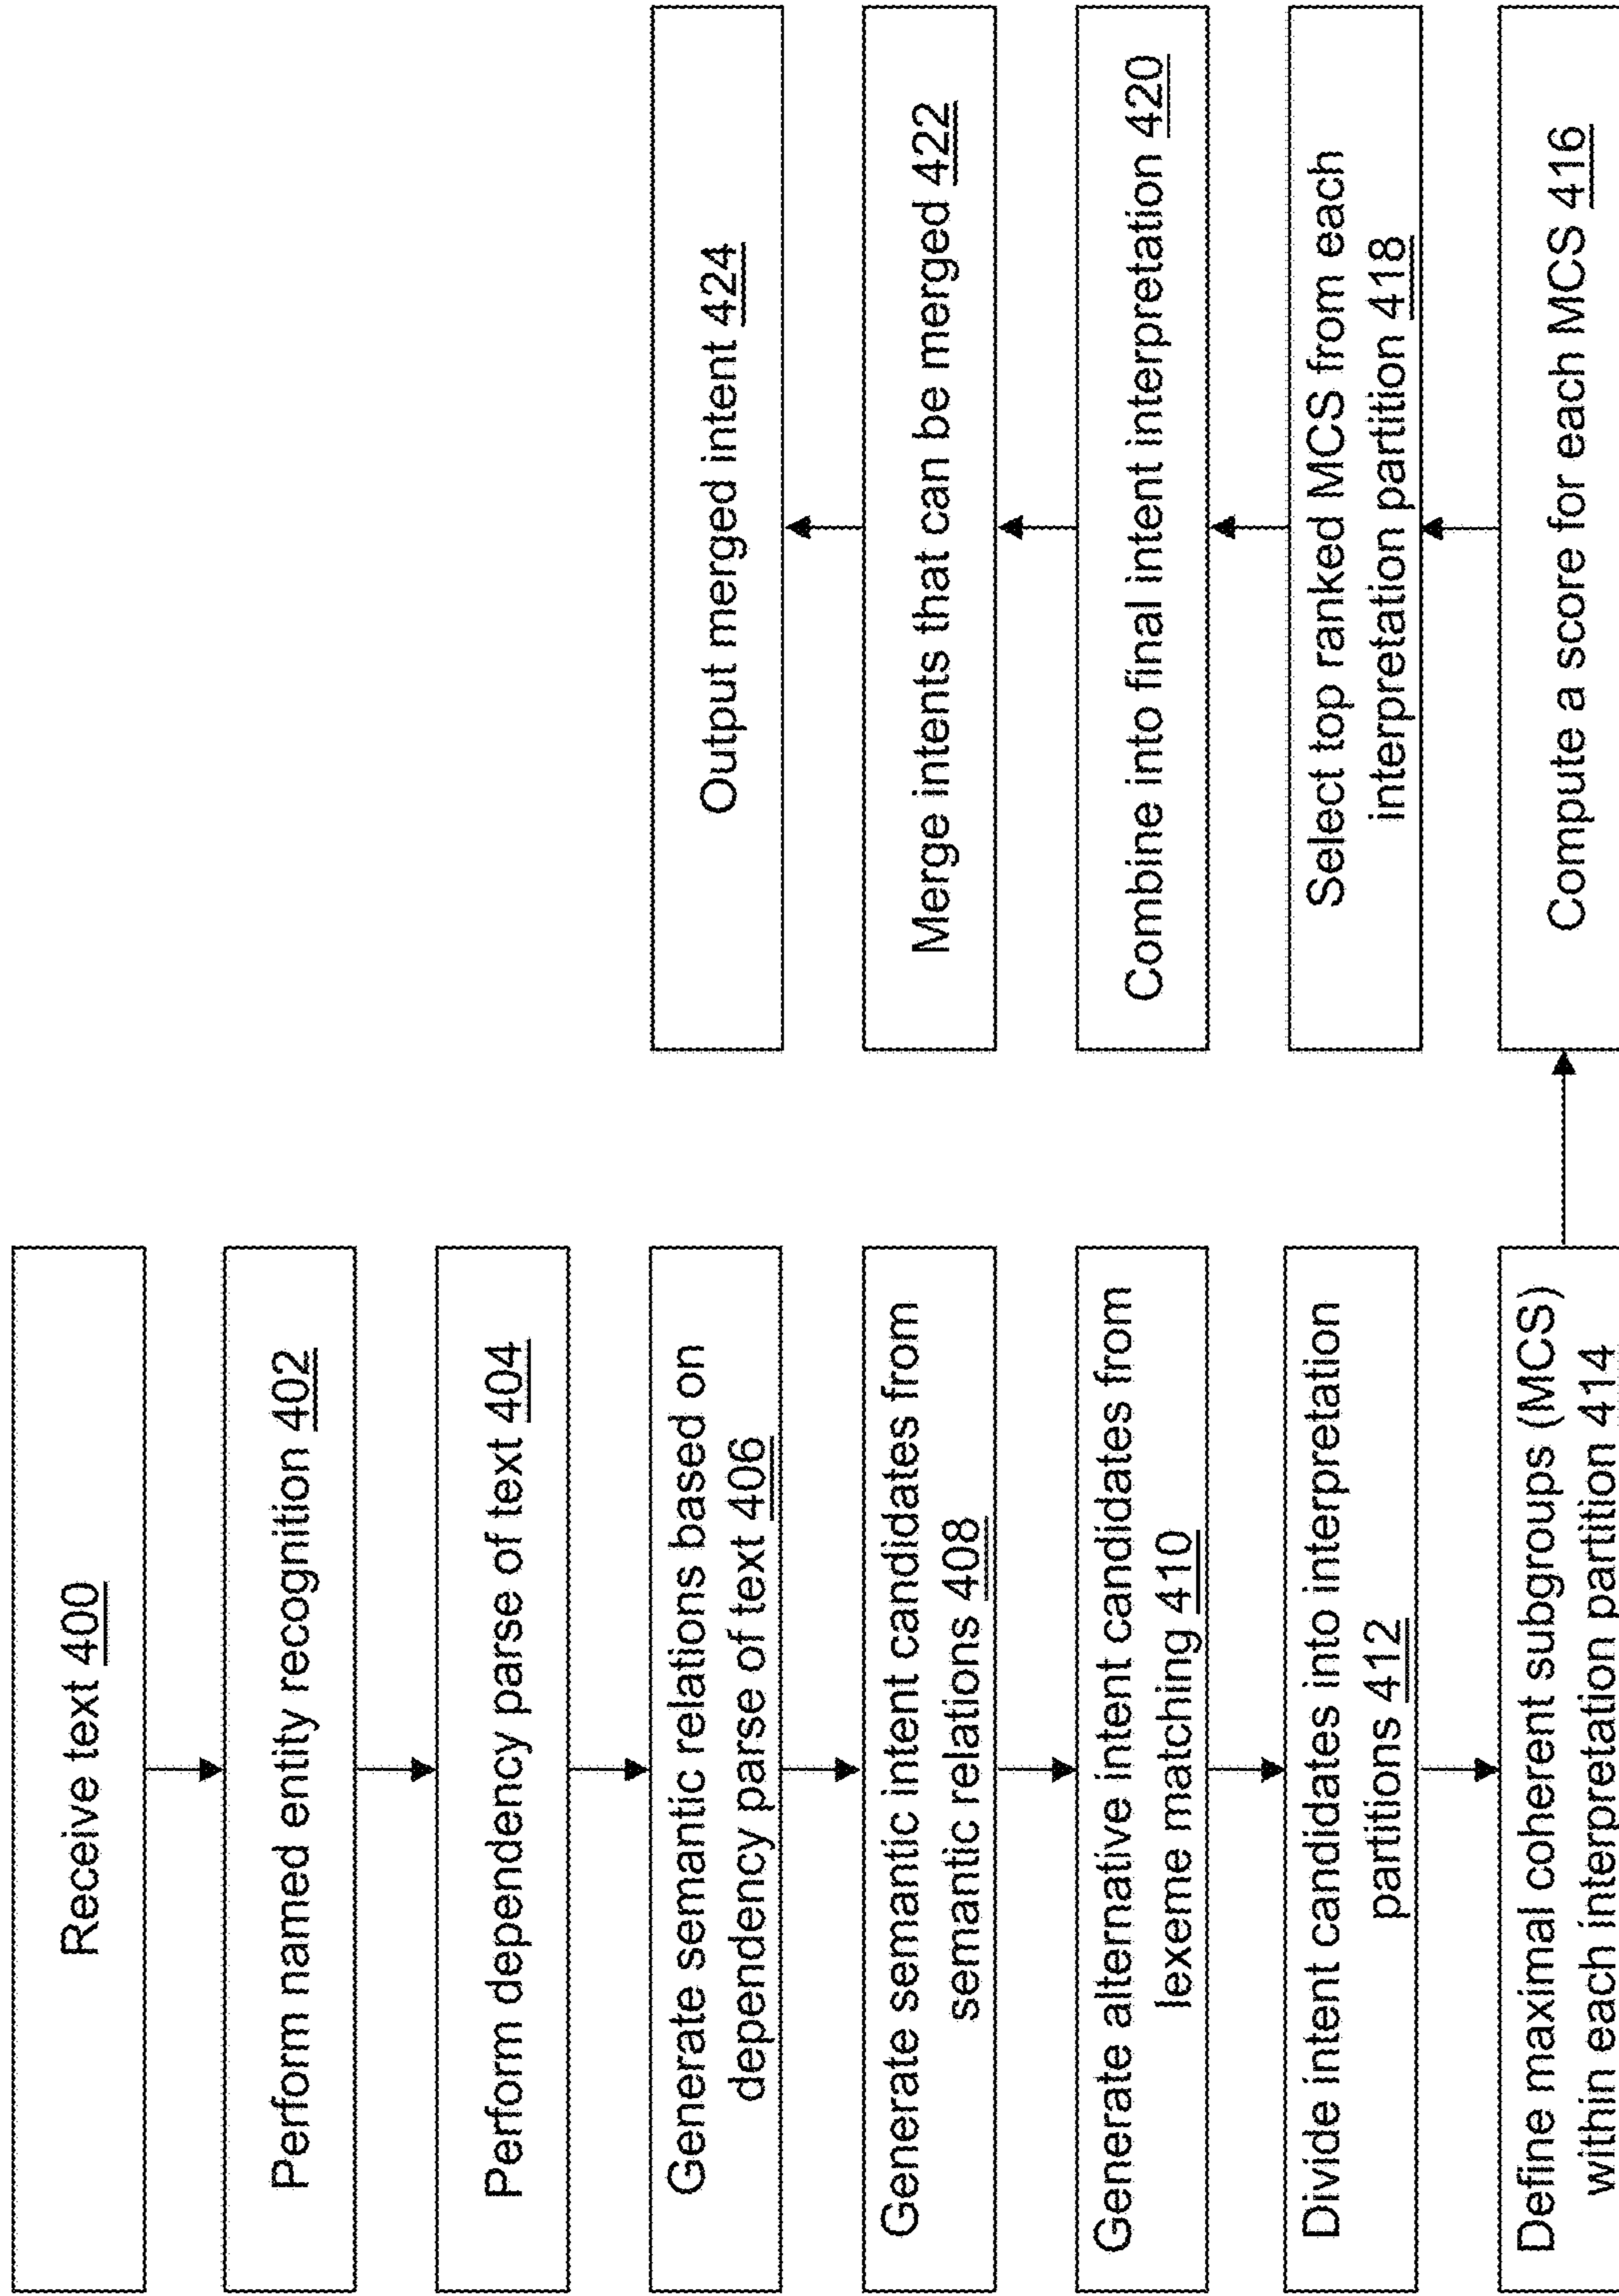 Receive text 400
Perform named entity recognition 402
Perform dependency parse of text 404
Generate semantic relations based on
dependency parse of text 406
Generate semantic intent candidates from
semantic relations 408
Generate alternative intent candidates from
lexeme matching 410
Divide intent candidates into interpretation
partitions 412
Define maximal coherent subgroups (MCS)
within each interpretation partition 414
Compute a score for each MCS 416
Select top ranked MCS from each
interpretation partition 418
Combine into final intent interpretation 420
Merge intents that can be merged 422
Output merged intent 424